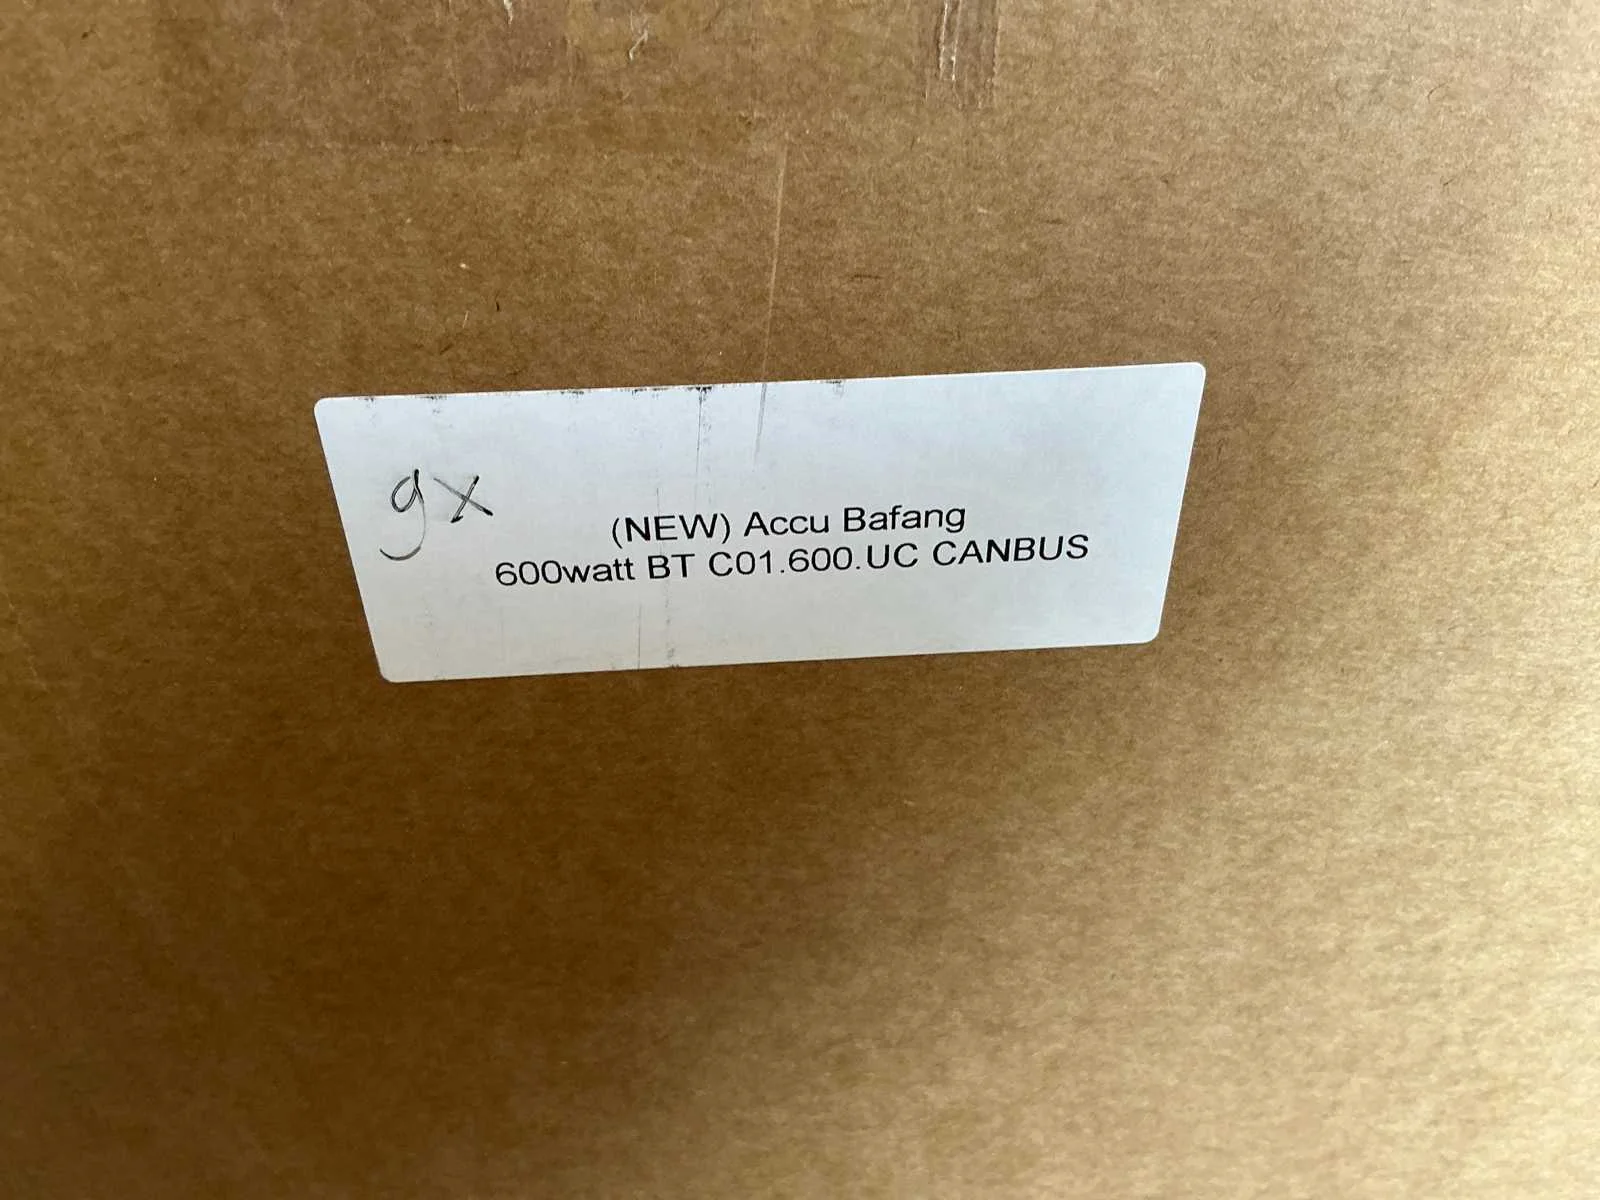 9x
(NEW) Accu Bafang
600watt BT C01.600.UC CANBUS